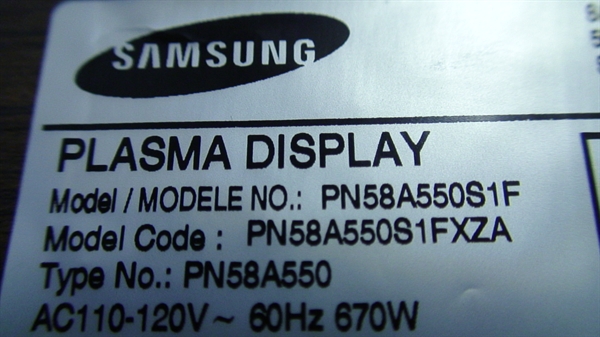 SAMSUNG
PLASMA DISPLAY
Model / MODELE NO.: PN58A550S1F
Model Code : PN58A550S1FXZA
Type No.: PN58A550
AC110-120V~ 60Hz 670W